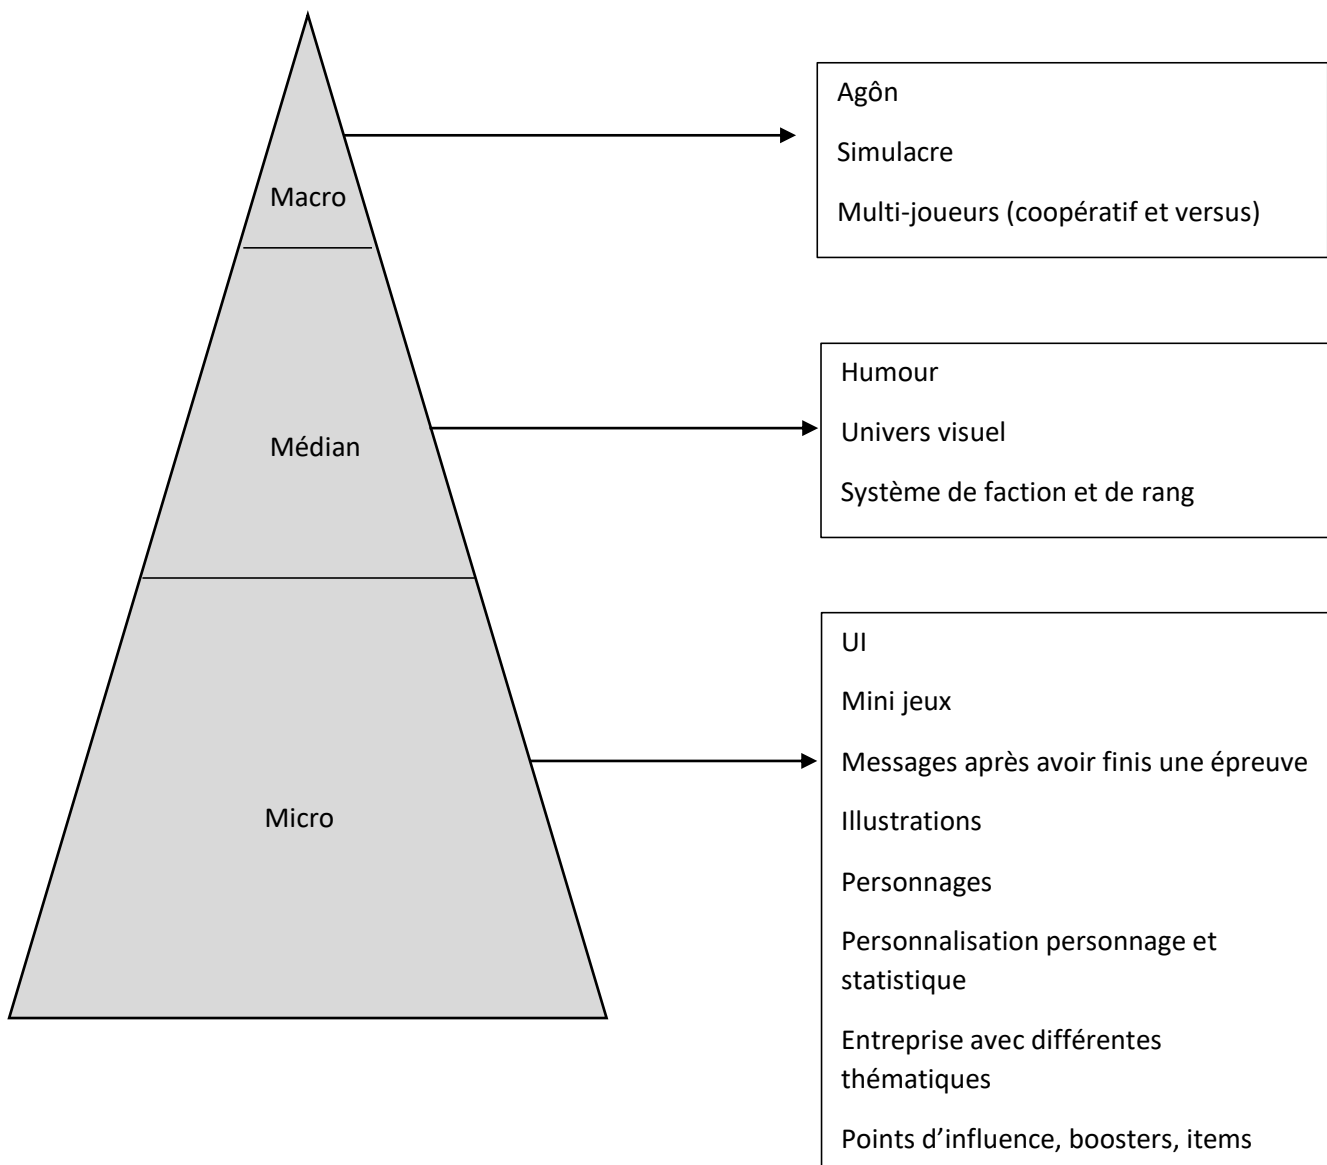 Macro
Médian
Micro
Agôn
Simulacre
Multi-joueurs (coopératif et versus)
Humour
Univers visuel
Système de faction et de rang
UI
Mini jeux
Messages après avoir finis une épreuve
Illustrations
Personnages
Personnalisation personnage et
statistique
Entreprise avec différentes
thématiques
Points d’influence, boosters, items